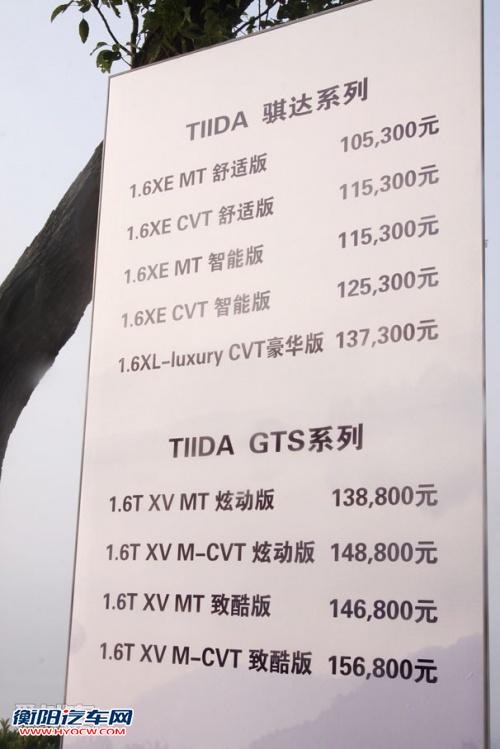 TIIDA 骐达系列
1.6XE MT 舒适版 105,300元
1.6XE CVT 舒适版 115,300元
1.6XE MT 智能版 115,300元
1.6XE CVT 智能版 125,300元
1.6XL-luxury CVT豪华版 137,300元
TIIDA GTS系列
1.6T XV MT 炫动版 138,800元
1.6T XV M-CVT 炫动版 148,800元
1.6T XV MT 致酷版 146,800元
1.6T XV M-CVT 致酷版 156,800元
衡阳汽车网
WWW.HYQCW.COM